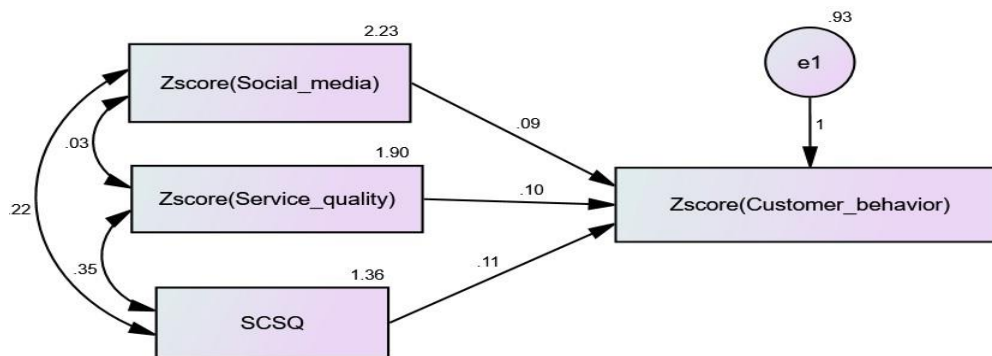 .93
2.23
e1
Zscore(Social_media)
.09
1
.03
1.90
Zscore(Service_quality)
.10
Zscore(Customer_behavior)
.22
.35
1.36
.11
SCSQ